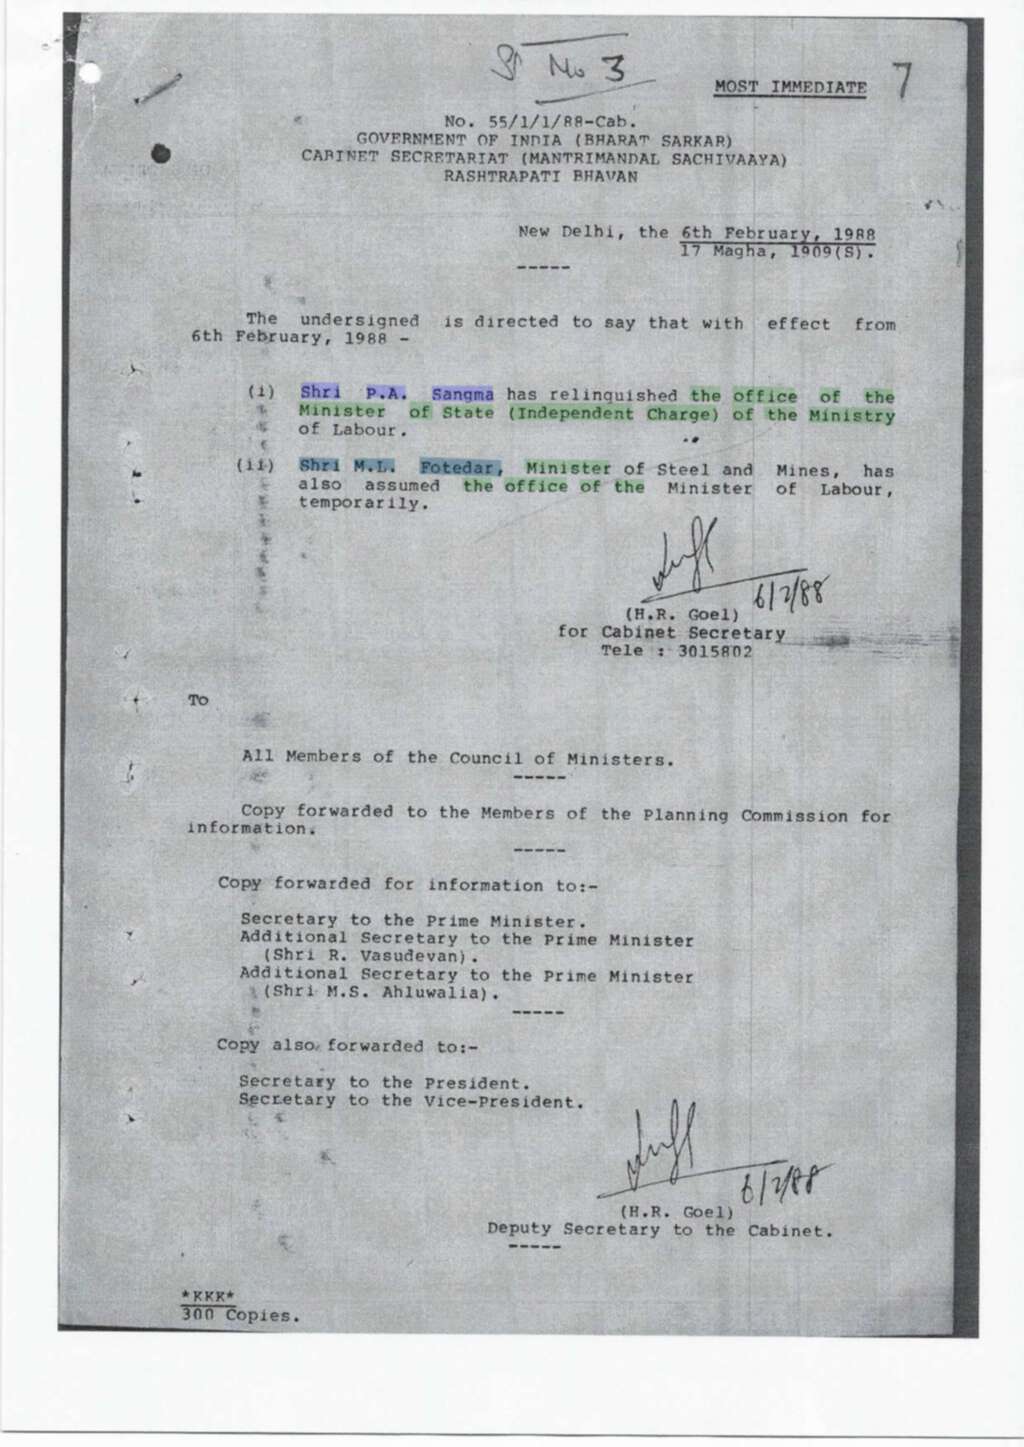 Sl No 3
MOST IMMEDIATE 7
No. 55/1/1/88-Cab.
GOVERNMENT OF INDIA (BHARAT SARKAR)
CABINET SECRETARIAT (MANTRIMANDAL SACHIVAAYA)
RASHTRAPATI BHAVAN
New Delhi, the 6th February, 1988
17 Magha, 1909(S).
-----
The undersigned is directed to say that with effect from
6th February, 1988 -
(i) Shri P.A. Sangma has relinquished the office of the
Minister of State (Independent Charge) of the Ministry
of Labour.
(ii) Shri M.L. Fotedar, Minister of Steel and Mines, has
also assumed the office of the Minister of Labour,
temporarily.
6/2/88
(H.R. Goel)
for Cabinet Secretary
Tele : 3015802
To
All Members of the Council of Ministers.
-----
Copy forwarded to the Members of the Planning Commission for
information.
-----
Copy forwarded for information to:-
Secretary to the Prime Minister.
Additional Secretary to the Prime Minister
(Shri R. Vasudevan).
Additional Secretary to the Prime Minister
(Shri M.S. Ahluwalia).
-----
Copy also forwarded to:-
Secretary to the President.
Secretary to the Vice-President.
6/2/88
(H.R. Goel)
Deputy Secretary to the Cabinet.
-----
*KKK*
300 Copies.